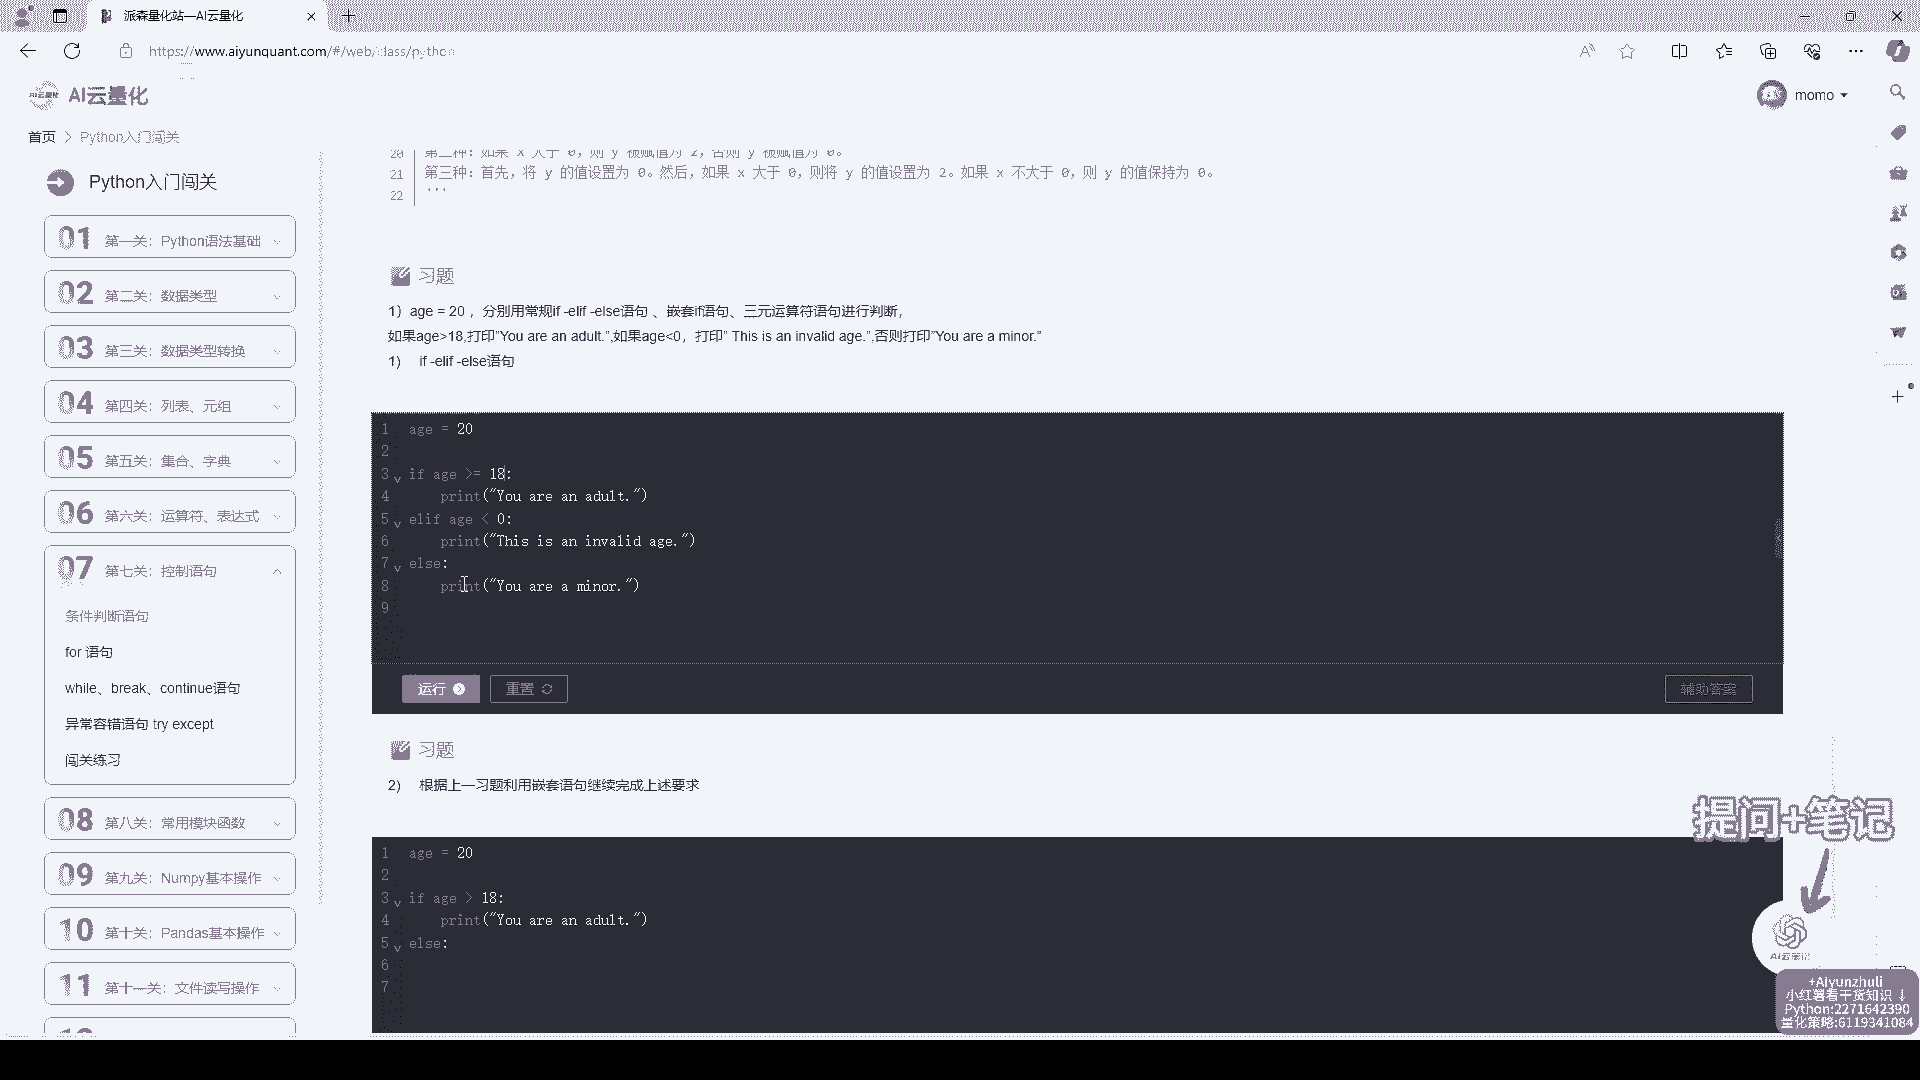 派森量化站—AI云量化
https://www.aiyunquant.com/#/web/class/python
AI云量化
momo
首页 > Python入门闯关
Python入门闯关
01 第一关：Python语法基础
02 第二关：数据类型
03 第三关：数据类型转换
04 第四关：列表、元组
05 第五关：集合、字典
06 第六关：运算符、表达式
07 第七关：控制语句
条件判断语句
for 语句
while、break、continue语句
异常容错语句 try except
闯关练习
08 第八关：常用模块函数
09 第九关：Numpy基本操作
10 第十关：Pandas基本操作
11 第十一关：文件读写操作
20 第二种：如果 x 大于 0，则 y 被赋值为 2，否则 y 被赋值为 0。
21 第三种：首先，将 y 的值设置为 0。然后，如果 x 大于 0，则将 y 的值设置为 2。如果 x 不大于 0，则 y 的值保持为 0。
22 '''
习题
1）age = 20 ，分别用常规if -elif -else语句 、嵌套if语句、三元运算符语句进行判断，
如果age>18,打印"You are an adult.",如果age<0，打印" This is an invalid age.",否则打印"You are a minor."
1) if -elif -else语句
1 age = 20
2
3 if age >= 18:
4 print("You are an adult.")
5 elif age < 0:
6 print("This is an invalid age.")
7 else:
8 print("You are a minor.")
9
运行
重置
辅助答案
习题
2) 根据上一习题利用嵌套语句继续完成上述要求
1 age = 20
2
3 if age > 18:
4 print("You are an adult.")
5 else:
6
7
提问+笔记
AI云笔记
+Aiyunzhuli
小红薯看干货知识 ↓
Python:2271642390
量化策略:6119341084